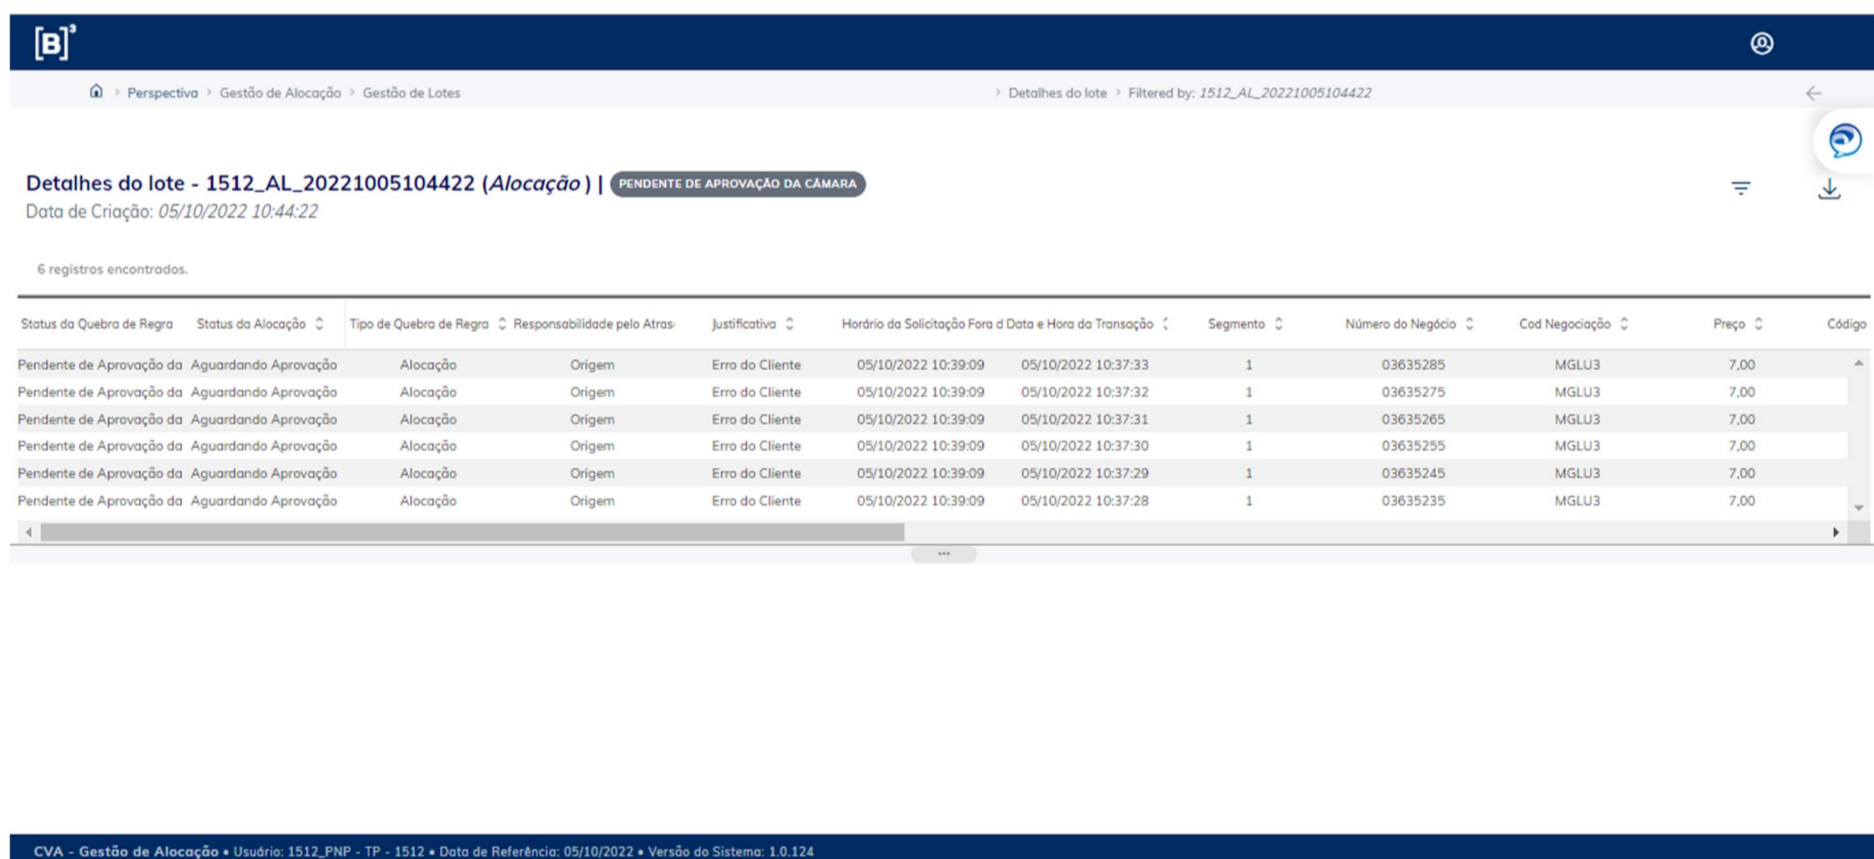 [B]³
Perspectiva > Gestão de Alocação > Gestão de Lotes > Detalhes do lote > Filtered by: 1512_AL_20221005104422
Detalhes do lote - 1512_AL_20221005104422 (Alocação) | PENDENTE DE APROVAÇÃO DA CÂMARA
Data de Criação: 05/10/2022 10:44:22
6 registros encontrados.
Status da Quebra de Regra Status da Alocação Tipo de Quebra de Regra Responsabilidade pelo Atras Justificativa Horário da Solicitação Fora d Data e Hora da Transação Segmento Número do Negócio Cod Negociação Preço Código
Pendente de Aprovação da Aguardando Aprovação Alocação Origem Erro do Cliente 05/10/2022 10:39:09 05/10/2022 10:37:33 1 03635285 MGLU3 7,00
Pendente de Aprovação da Aguardando Aprovação Alocação Origem Erro do Cliente 05/10/2022 10:39:09 05/10/2022 10:37:32 1 03635275 MGLU3 7,00
Pendente de Aprovação da Aguardando Aprovação Alocação Origem Erro do Cliente 05/10/2022 10:39:09 05/10/2022 10:37:31 1 03635265 MGLU3 7,00
Pendente de Aprovação da Aguardando Aprovação Alocação Origem Erro do Cliente 05/10/2022 10:39:09 05/10/2022 10:37:30 1 03635255 MGLU3 7,00
Pendente de Aprovação da Aguardando Aprovação Alocação Origem Erro do Cliente 05/10/2022 10:39:09 05/10/2022 10:37:29 1 03635245 MGLU3 7,00
Pendente de Aprovação da Aguardando Aprovação Alocação Origem Erro do Cliente 05/10/2022 10:39:09 05/10/2022 10:37:28 1 03635235 MGLU3 7,00
CVA - Gestão de Alocação • Usuário: 1512_PNP - TP - 1512 • Data de Referência: 05/10/2022 • Versão do Sistema: 1.0.124